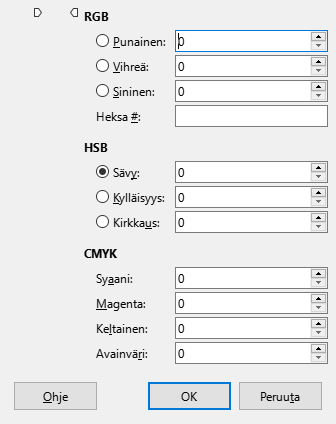 RGB
Punainen: 0
Vihreä: 0
Sininen: 0
Heksa #:
HSB
Sävy: 0
Kylläisyys: 0
Kirkkaus: 0
CMYK
Syaani: 0
Magenta: 0
Keltainen: 0
Avainväri: 0
Ohje OK Peruuta